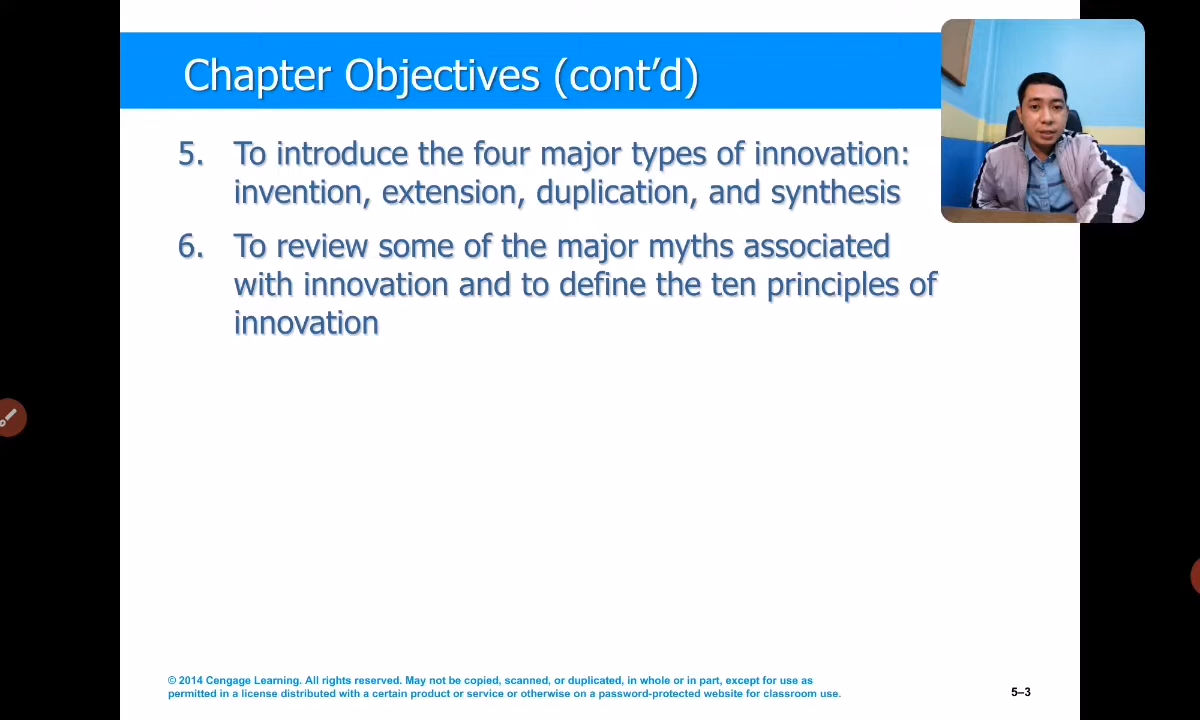 Chapter Objectives (cont’d)
5. To introduce the four major types of innovation:
invention, extension, duplication, and synthesis
6. To review some of the major myths associated
with innovation and to define the ten principles of
innovation
© 2014 Cengage Learning. All rights reserved. May not be copied, scanned, or duplicated, in whole or in part, except for use as
permitted in a license distributed with a certain product or service or otherwise on a password-protected website for classroom use.
5–3